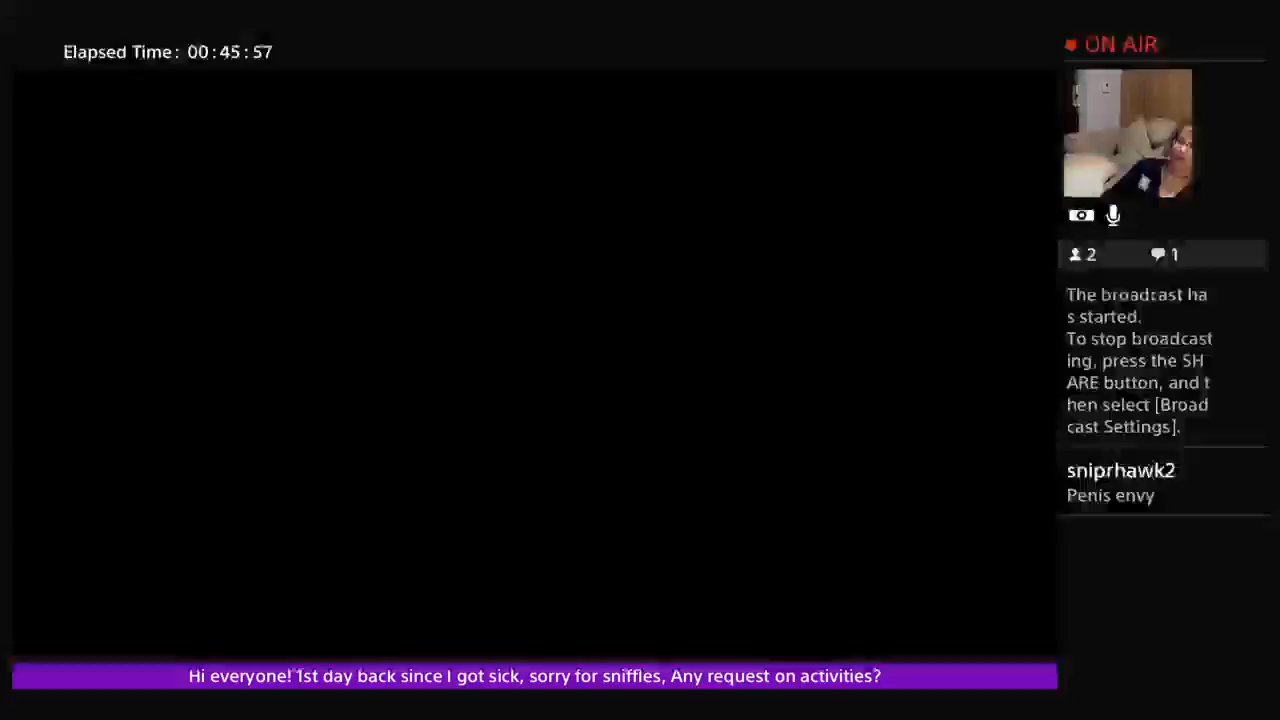 Elapsed Time: 00:45:57
ON AIR
2 1
The broadcast ha
s started.
To stop broadcast
ing, press the SH
ARE button, and t
hen select [Broad
cast Settings].
sniprhawk2
Penis envy
Hi everyone! 1st day back since I got sick, sorry for sniffles, Any request on activities?